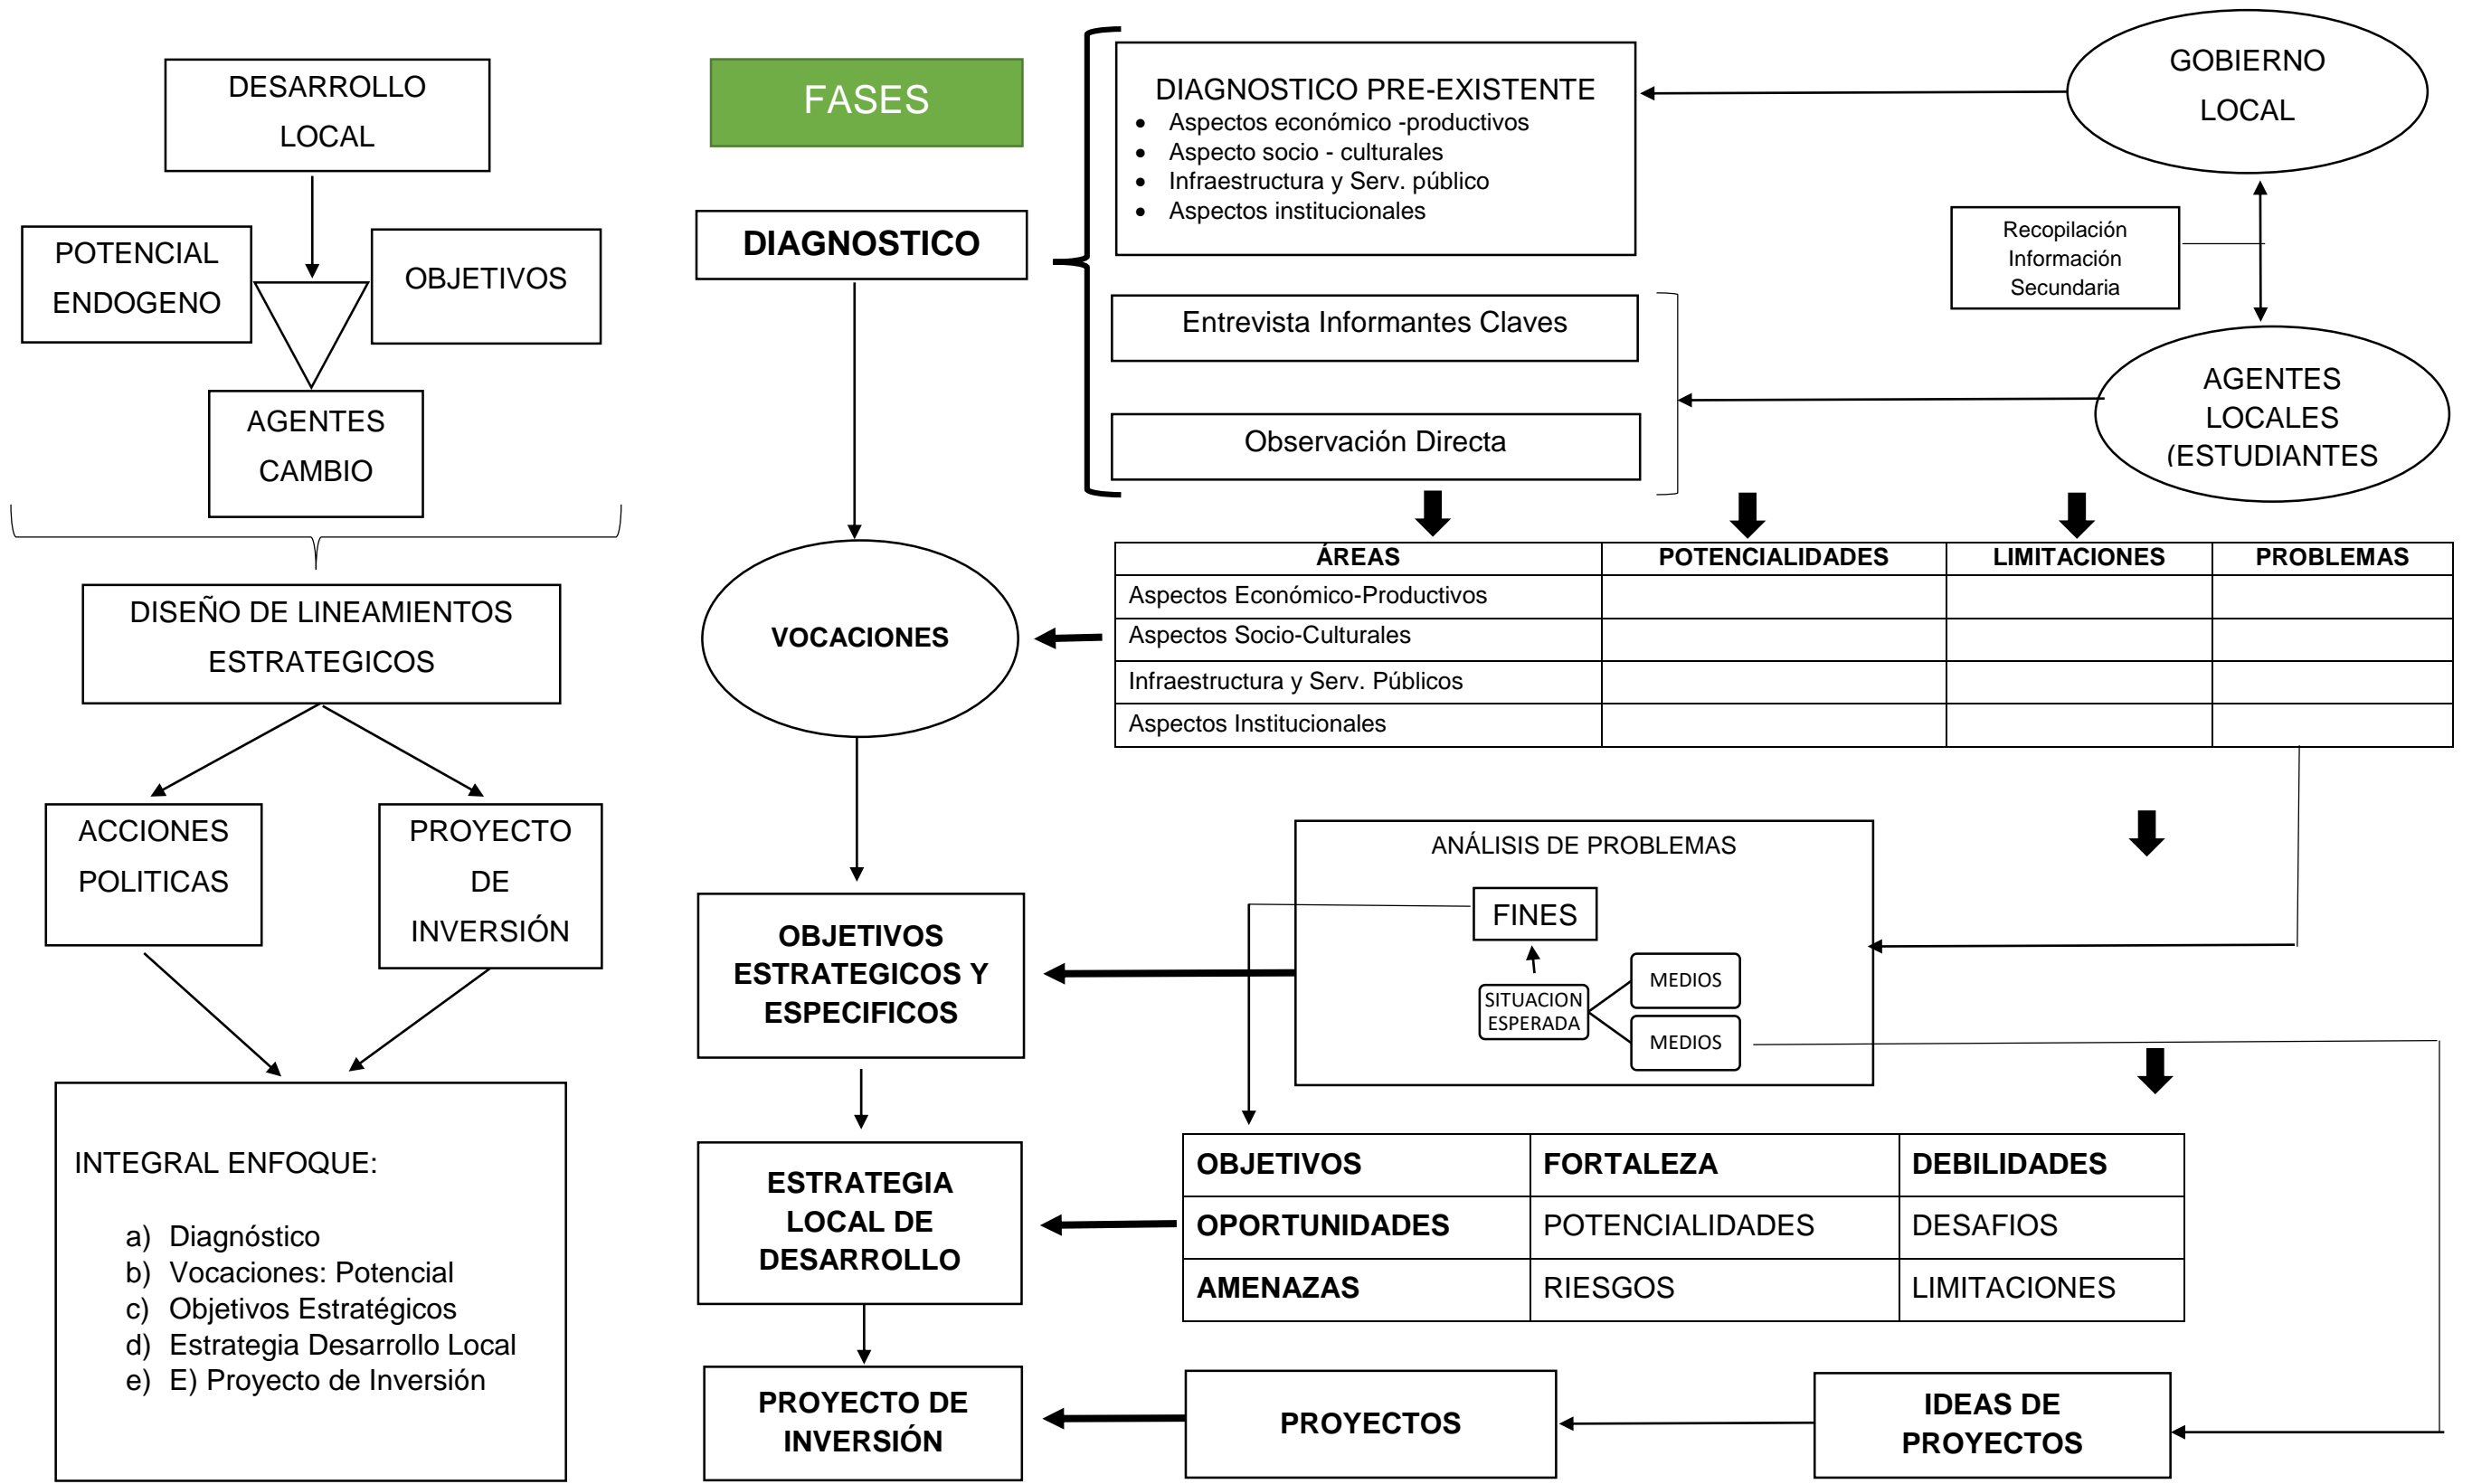 DESARROLLO
LOCAL
POTENCIAL
ENDOGENO
OBJETIVOS
AGENTES
CAMBIO
DISEÑO DE LINEAMIENTOS
ESTRATEGICOS
ACCIONES
POLITICAS
PROYECTO
DE
INVERSIÓN
INTEGRAL ENFOQUE:
a) Diagnóstico
b) Vocaciones: Potencial
c) Objetivos Estratégicos
d) Estrategia Desarrollo Local
e) E) Proyecto de Inversión
FASES
DIAGNOSTICO
VOCACIONES
OBJETIVOS
ESTRATEGICOS Y
ESPECIFICOS
ESTRATEGIA
LOCAL DE
DESARROLLO
PROYECTO DE
INVERSIÓN
DIAGNOSTICO PRE-EXISTENTE
• Aspectos económico -productivos
• Aspecto socio - culturales
• Infraestructura y Serv. público
• Aspectos institucionales
Entrevista Informantes Claves
Observación Directa
GOBIERNO
LOCAL
Recopilación
Información
Secundaria
AGENTES
LOCALES
(ESTUDIANTES
ÁREAS POTENCIALIDADES LIMITACIONES PROBLEMAS
Aspectos Económico-Productivos
Aspectos Socio-Culturales
Infraestructura y Serv. Públicos
Aspectos Institucionales
ANÁLISIS DE PROBLEMAS
FINES
SITUACION
ESPERADA
MEDIOS
MEDIOS
OBJETIVOS FORTALEZA DEBILIDADES
OPORTUNIDADES POTENCIALIDADES DESAFIOS
AMENAZAS RIESGOS LIMITACIONES
PROYECTOS
IDEAS DE
PROYECTOS